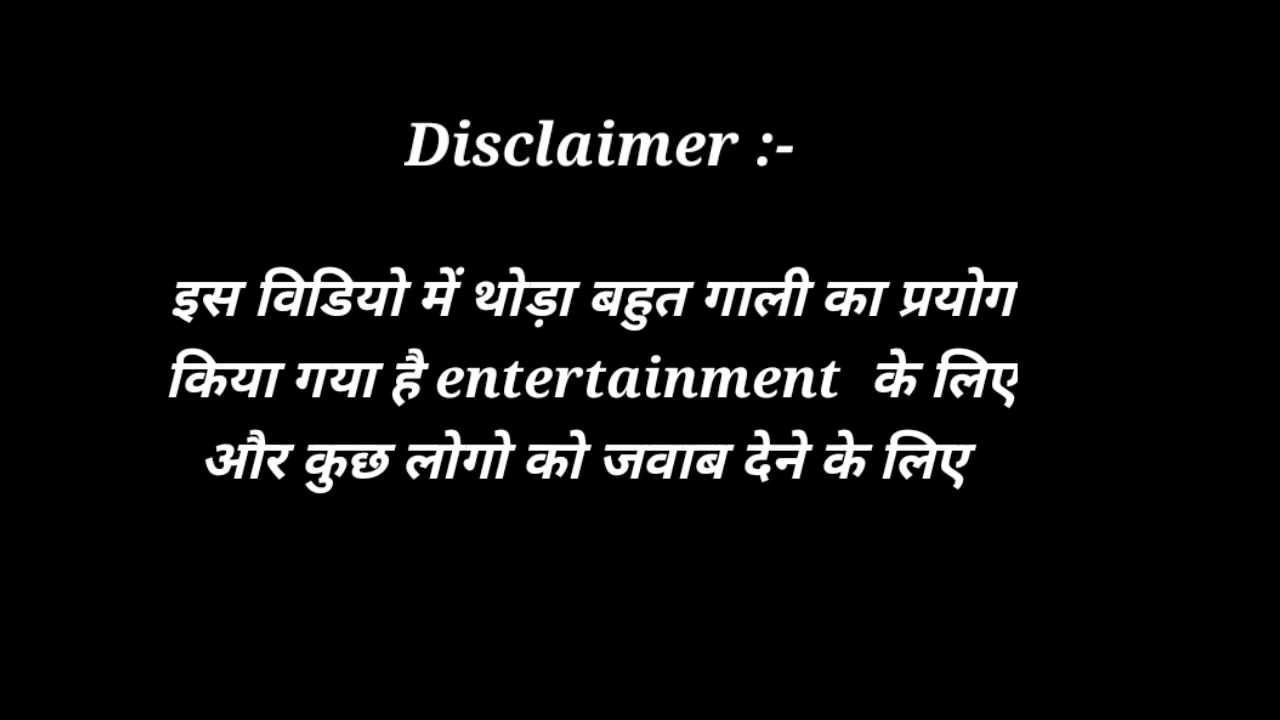 Disclaimer :-
इस विडियो में थोड़ा बहुत गाली का प्रयोग
किया गया है entertainment के लिए
और कुछ लोगो को जवाब देने के लिए